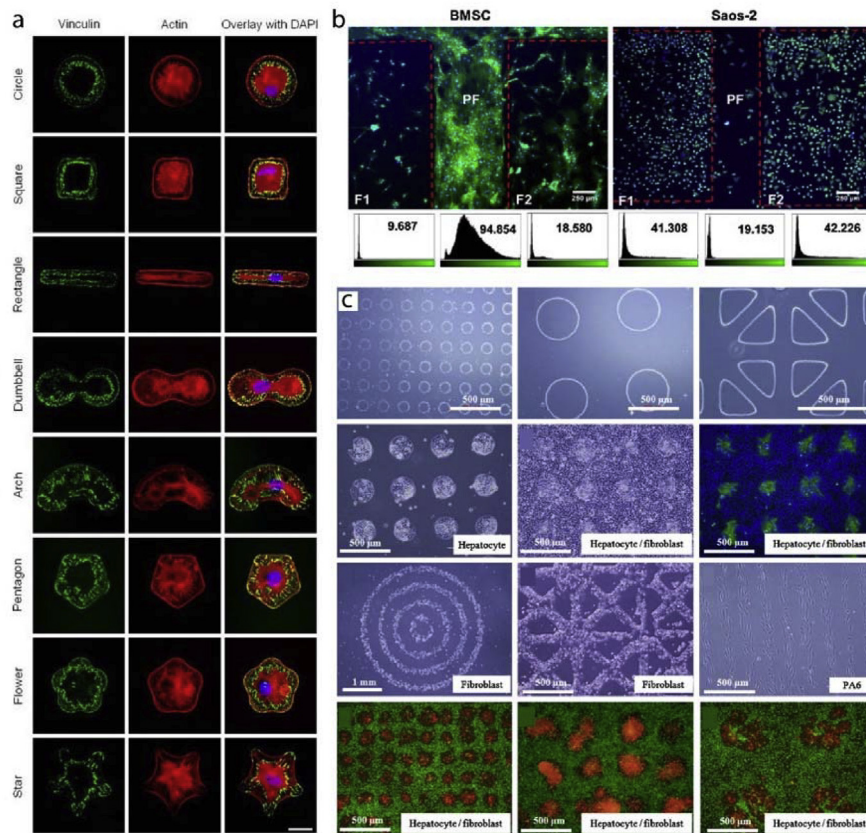 a
Vinculin Actin Overlay with DAPI
Circle
Square
Rectangle
Dumbbell
Arch
Pentagon
Flower
Star
b
BMSC Saos-2
PF PF
F1 F2 F1 F2
250 μm 250 μm
9.687 94.854 18.580 41.308 19.153 42.226
c
500 μm 500 μm 500 μm
500 μm Hepatocyte 500 μm Hepatocyte / fibroblast 500 μm Hepatocyte / fibroblast
1 mm Fibroblast 500 μm Fibroblast 500 μm PA6
500 μm Hepatocyte / fibroblast 500 μm Hepatocyte / fibroblast 500 μm Hepatocyte / fibroblast